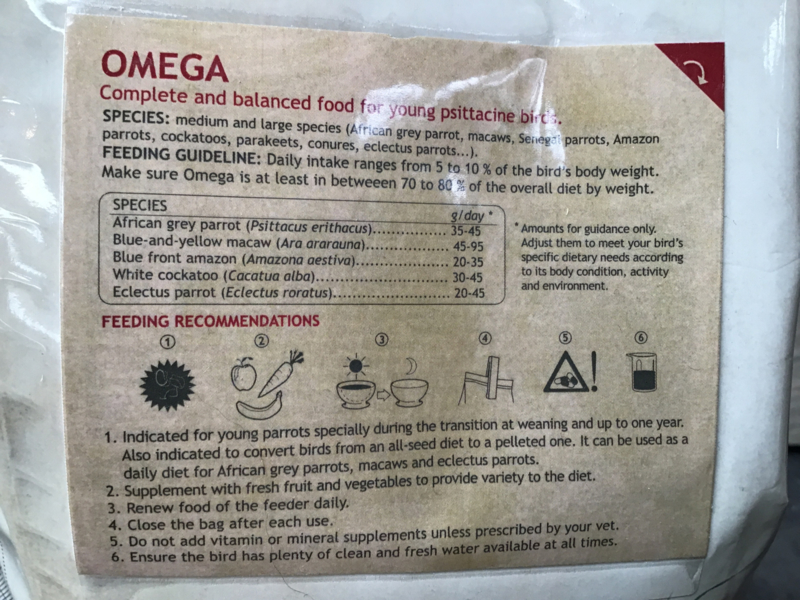 OMEGA
Complete and balanced food for young psittacine birds.
SPECIES: medium and large species (African grey parrot, macaws, Senegal parrots, Amazon
parrots, cockatoos, parakeets, conures, eclectus parrots...).
FEEDING GUIDELINE: Daily intake ranges from 5 to 10 % of the bird's body weight.
Make sure Omega is at least in betweeen 70 to 80 % of the overall diet by weight.
SPECIES g/day *
African grey parrot (Psittacus erithacus)................ 35-45
Blue-and-yellow macaw (Ara ararauna)................ 45-95
Blue front amazon (Amazona aestiva)................ 20-35
White cockatoo (Cacatua alba)................ 30-45
Eclectus parrot (Eclectus roratus)................ 20-45
* Amounts for guidance only.
Adjust them to meet your bird's
specific dietary needs according
to its body condition, activity
and environment.
FEEDING RECOMMENDATIONS
1 2 3 4 5 6
1. Indicated for young parrots specially during the transition at weaning and up to one year.
Also indicated to convert birds from an all-seed diet to a pelleted one. It can be used as a
daily diet for African grey parrots, macaws and eclectus parrots.
2. Supplement with fresh fruit and vegetables to provide variety to the diet.
3. Renew food of the feeder daily.
4. Close the bag after each use.
5. Do not add vitamin or mineral supplements unless prescribed by your vet.
6. Ensure the bird has plenty of clean and fresh water available at all times.